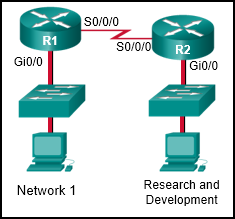 S0/0/0
R1
S0/0/0
R2
Gi0/0
Gi0/0
Network 1
Research and
Development